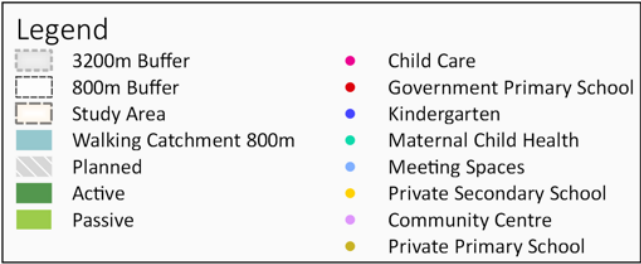 Legend
3200m Buffer
800m Buffer
Study Area
Walking Catchment 800m
Planned
Active
Passive
Child Care
Government Primary School
Kindergarten
Maternal Child Health
Meeting Spaces
Private Secondary School
Community Centre
Private Primary School